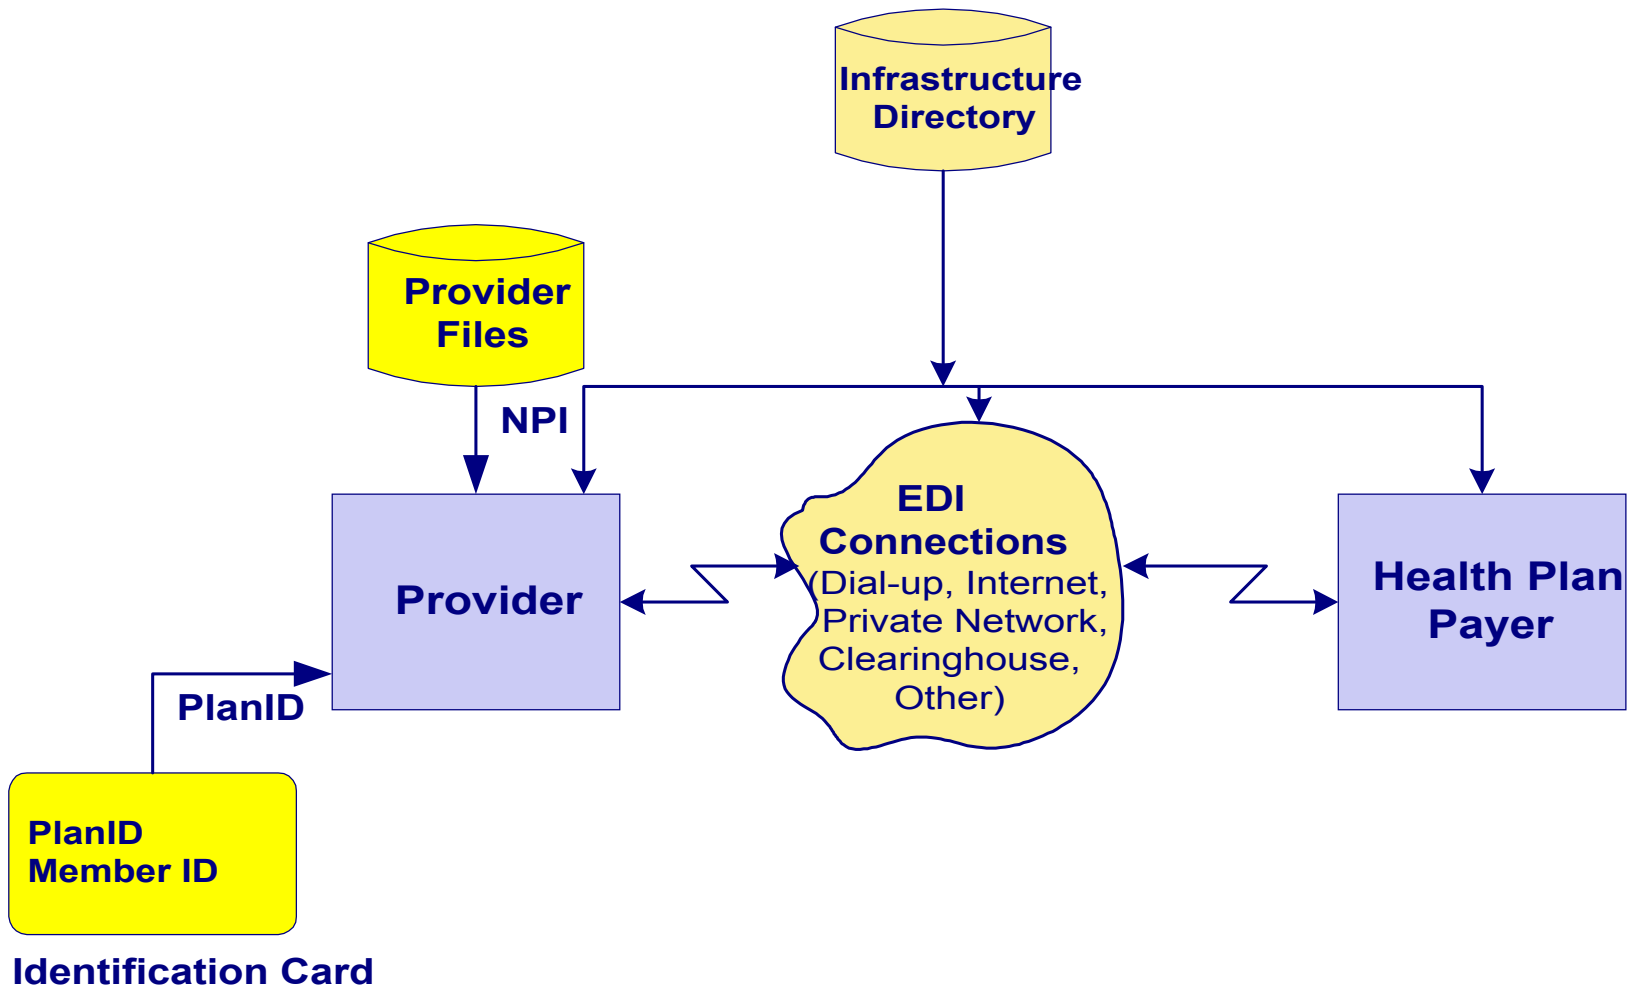 Infrastructure
Directory
Provider
Files
NPI
EDI
Connections
(Dial-up, Internet,
Private Network,
Clearinghouse,
Other)
Provider
Health Plan
Payer
PlanID
PlanID
Member ID
Identification Card